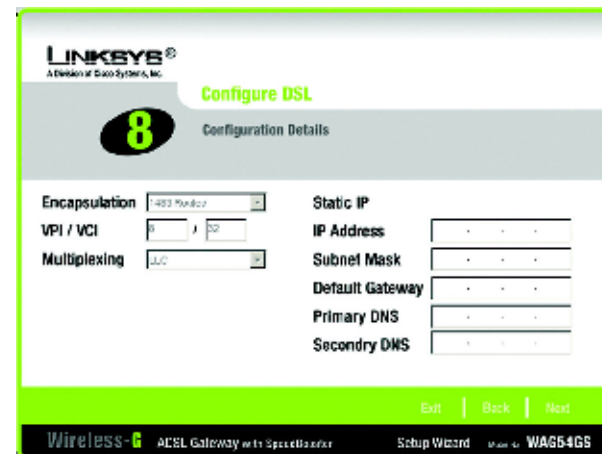 LINKSYS®
A Division of Cisco Systems, Inc.
Configure DSL
8
Configuration Details
Encapsulation 1483 Routed
VPI / VCI 8 / 32
Multiplexing LLC
Static IP
IP Address
Subnet Mask
Default Gateway
Primary DNS
Secondry DNS
Exit Back Next
Wireless-G ADSL Gateway with SpeedBooster Setup Wizard Model No. WAG54GS